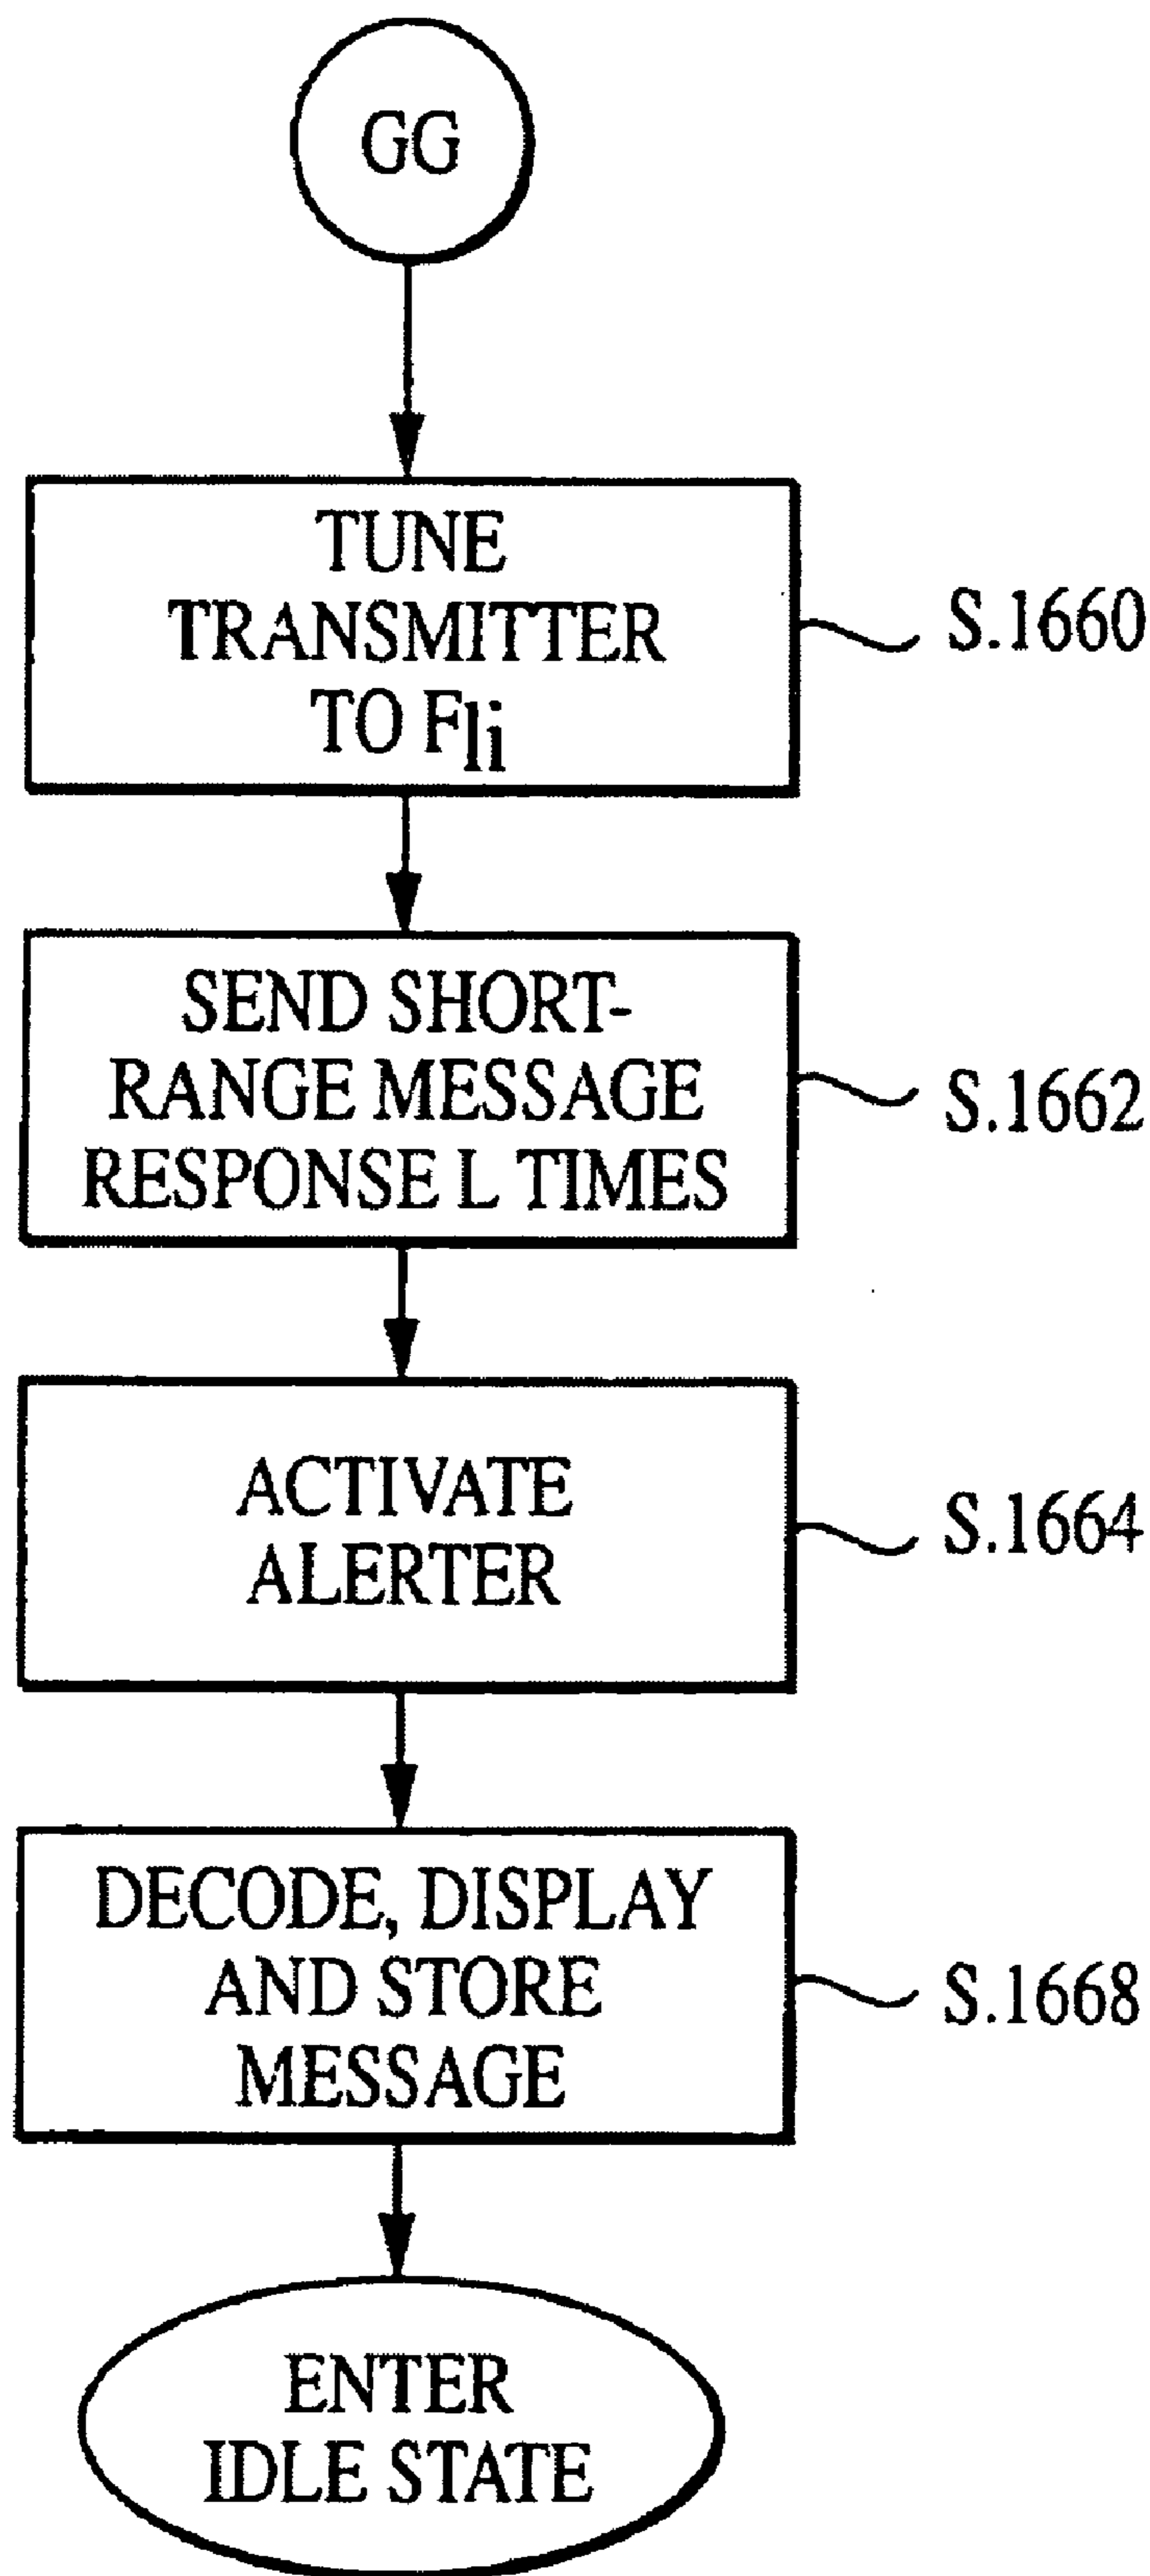 GG
TUNE
TRANSMITTER
TO Fli
S.1660
SEND SHORT-
RANGE MESSAGE
RESPONSE L TIMES
S.1662
ACTIVATE
ALERTER
S.1664
DECODE, DISPLAY
AND STORE
MESSAGE
S.1668
ENTER
IDLE STATE